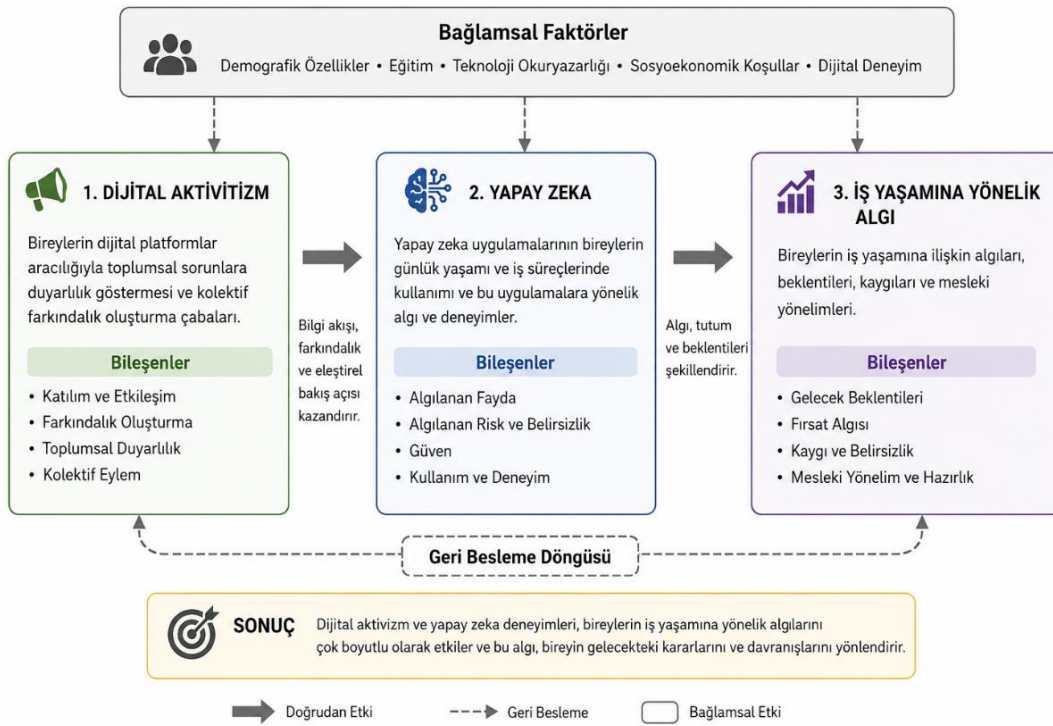 Bağlamsal Faktörler
Demografik Özellikler • Eğitim • Teknoloji Okuryazarlığı • Sosyoekonomik Koşullar • Dijital Deneyim
1. DİJİTAL AKTİVİTİZM
Bireylerin dijital platformlar
aracılığıyla toplumsal sorunlara
duyarlılık göstermesi ve kolektif
farkındalık oluşturma çabaları.
Bileşenler
• Katılım ve Etkileşim
• Farkındalık Oluşturma
• Toplumsal Duyarlılık
• Kolektif Eylem
Bilgi akışı,
farkındalık
ve eleştirel
bakış açısı
kazandırır.
2. YAPAY ZEKA
Yapay zeka uygulamalarının bireylerin
günlük yaşamı ve iş süreçlerinde
kullanımı ve bu uygulamalara yönelik
algı ve deneyimler.
Bileşenler
• Algılanan Fayda
• Algılanan Risk ve Belirsizlik
• Güven
• Kullanım ve Deneyim
Algı, tutum
ve beklentileri
şekillendirir.
3. İŞ YAŞAMINA YÖNELİK
ALGI
Bireylerin iş yaşamına ilişkin algıları,
beklentileri, kaygıları ve mesleki
yönelimleri.
Bileşenler
• Gelecek Beklentileri
• Fırsat Algısı
• Kaygı ve Belirsizlik
• Mesleki Yönelim ve Hazırlık
Geri Besleme Döngüsü
SONUÇ
Dijital aktivizm ve yapay zeka deneyimleri, bireylerin iş yaşamına yönelik algılarını
çok boyutlu olarak etkiler ve bu algı, bireyin gelecekteki kararlarını ve davranışlarını yönlendirir.
Doğrudan Etki
Geri Besleme
Bağlamsal Etki